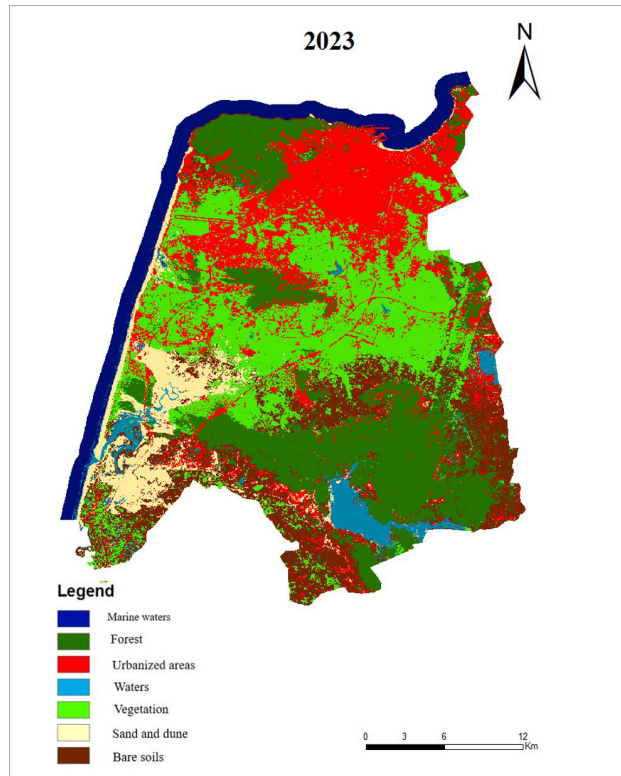 2023
N
Legend
Marine waters
Forest
Urbanized areas
Waters
Vegetation
Sand and dune
Bare soils
0 3 6 12
Km